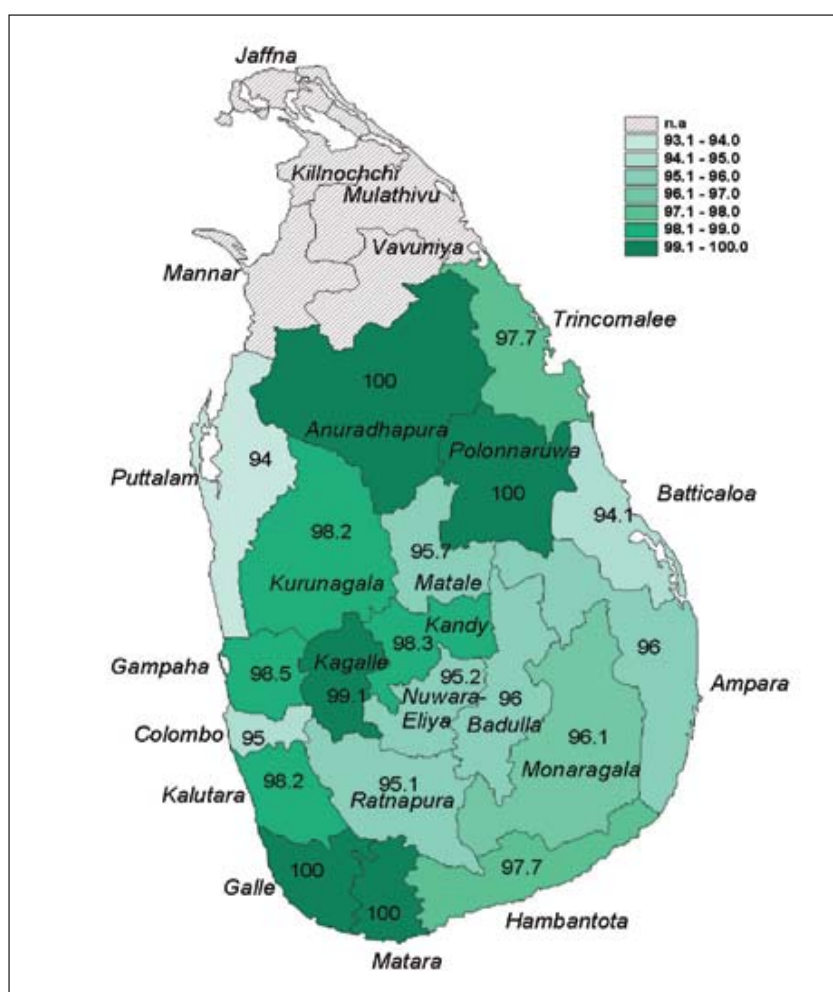 Jaffna
n.a
93.1 - 94.0
94.1 - 95.0
95.1 - 96.0
96.1 - 97.0
97.1 - 98.0
98.1 - 99.0
99.1 - 100.0
Killnochchi
Mulathivu
Vavuniya
Mannar
Trincomalee
97.7
100
Anuradhapura
Polonnaruwa
100
Puttalam
94
Batticaloa
94.1
98.2
Kurunagala
95.7
Matale
Kandy
98.3
Gampaha
98.5
Kagalle
99.1
95.2
Nuwara-
Eliya
96
Badulla
96
Ampara
Colombo
95
96.1
Monaragala
Kalutara
98.2
95.1
Ratnapura
Galle
100
100
Matara
97.7
Hambantota